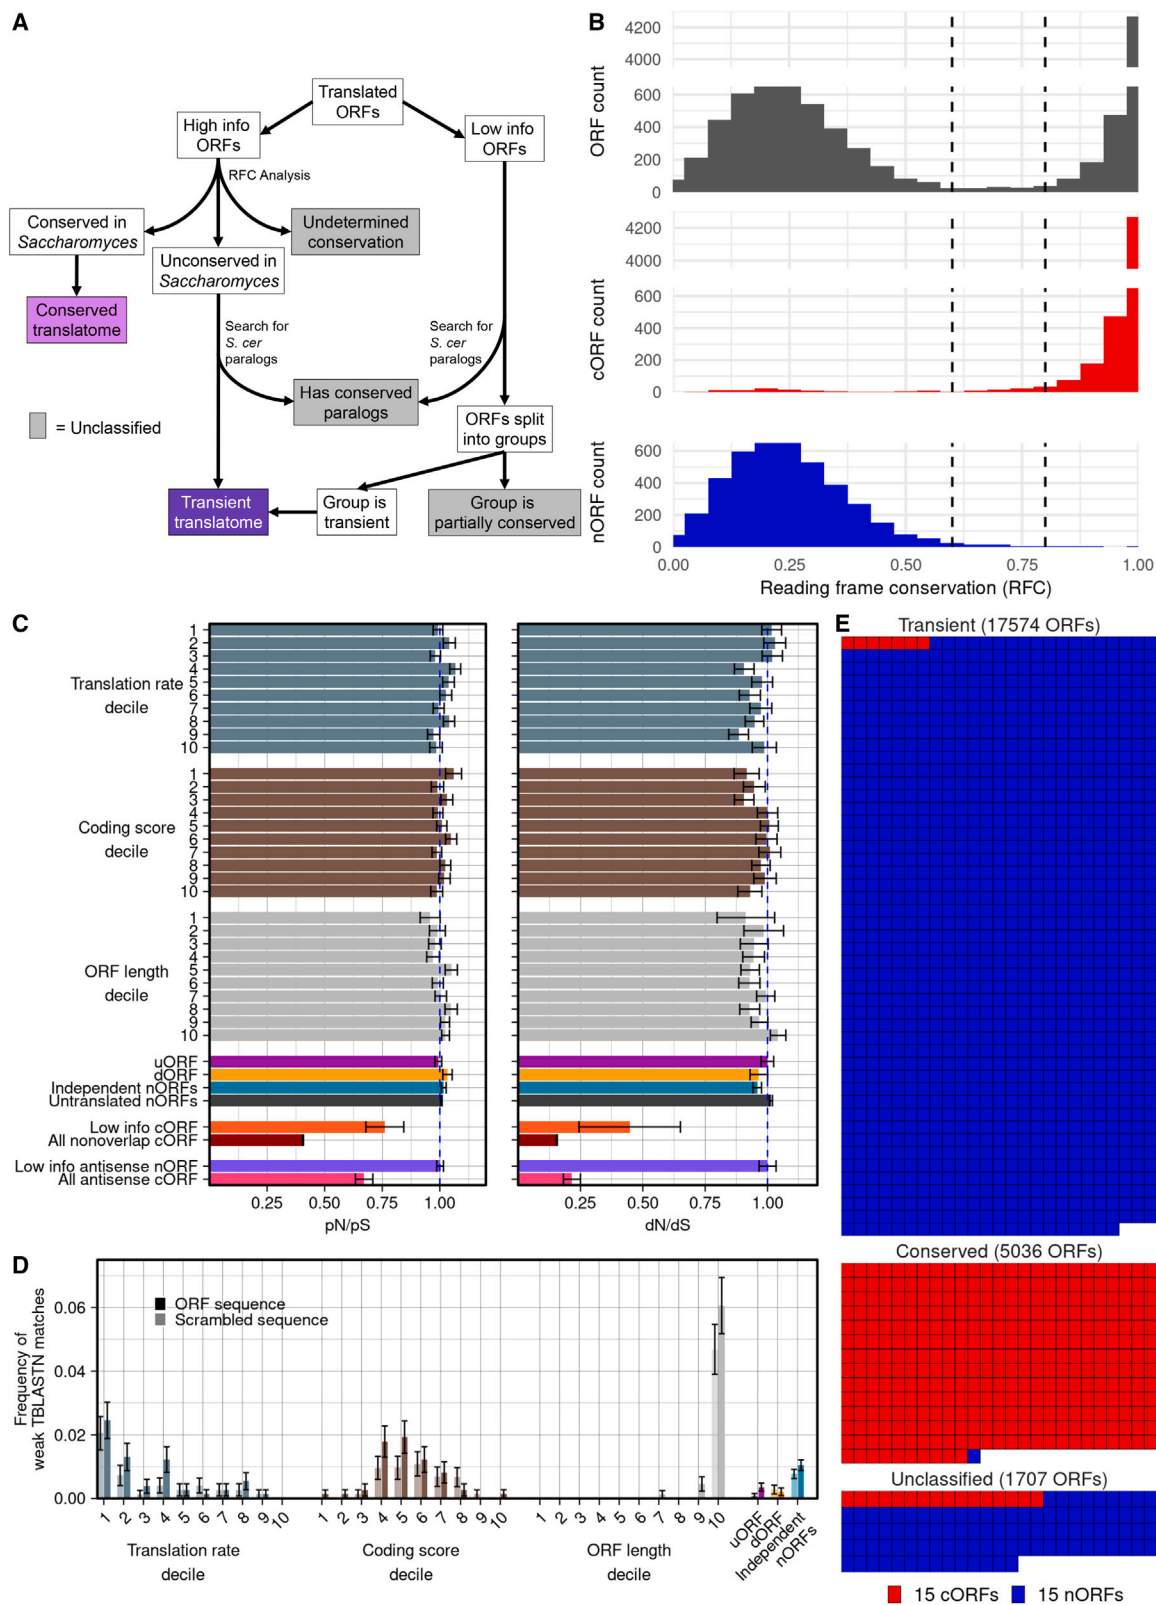 A
Translated
ORFs
High info
ORFs
Low info
ORFs
RFC Analysis
Conserved in
Saccharomyces
Undetermined
conservation
Unconserved in
Saccharomyces
Conserved
translatome
Search for
S. cer
paralogs
Search for
S. cer
paralogs
Has conserved
paralogs
= Unclassified
ORFs split
into groups
Transient
translatome
Group is
transient
Group is
partially conserved
B
4200
4000
600
400
200
0
ORF count
4200
4000
600
400
200
0
cORF count
600
400
200
0
nORF count
0.00 0.25 0.50 0.75 1.00
Reading frame conservation (RFC)
C
Translation rate
decile
1
2
3
4
5
6
7
8
9
10
Coding score
decile
1
2
3
4
5
6
7
8
9
10
ORF length
decile
1
2
3
4
5
6
7
8
9
10
uORF
dORF
Independent nORFs
Untranslated nORFs
Low info cORF
All nonoverlap cORF
Low info antisense nORF
All antisense cORF
0.25 0.50 0.75 1.00
pN/pS
0.25 0.50 0.75 1.00
dN/dS
D
Frequency of
weak TBLASTN matches
0.06
0.04
0.02
0.00
ORF sequence
Scrambled sequence
1 2 3 4 5 6 7 8 9 10
Translation rate
decile
1 2 3 4 5 6 7 8 9 10
Coding score
decile
1 2 3 4 5 6 7 8 9 10
ORF length
decile
uORF
dORF
Independent
nORFs
E
Transient (17574 ORFs)
Conserved (5036 ORFs)
Unclassified (1707 ORFs)
15 cORFs 15 nORFs